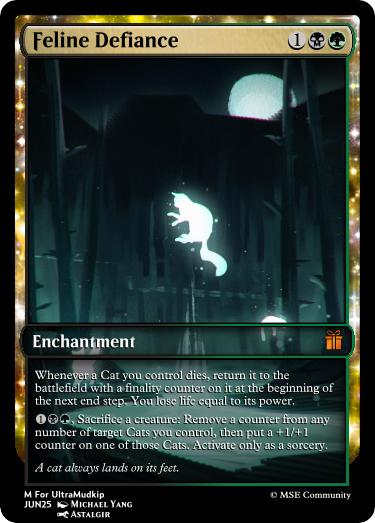 Feline Defiance 1
Enchantment
Whenever a Cat you control dies, return it to the
battlefield with a finality counter on it at the beginning of
the next end step. You lose life equal to its power.
1, Sacrifice a creature: Remove a counter from any
number of target Cats you control, then put a +1/+1
counter on one of those Cats. Activate only as a sorcery.
A cat always lands on its feet.
M For UltraMudkip
JUN25 Michael Yang © MSE Community
Astalgir